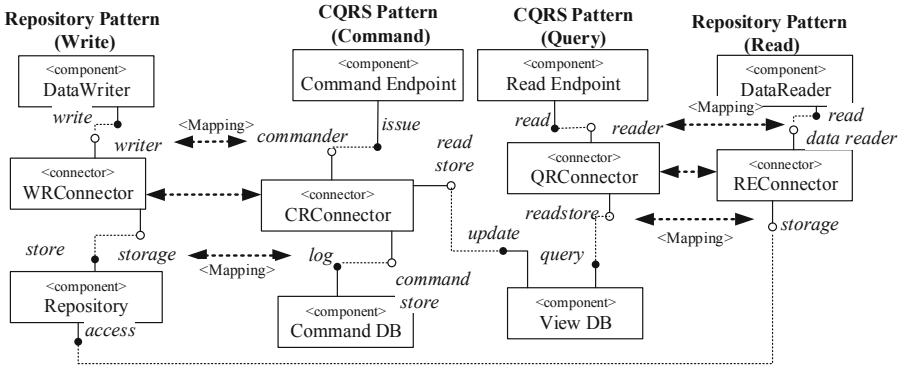 Repository Pattern
(Write)
CQRS Pattern
(Command)
CQRS Pattern
(Query)
Repository Pattern
(Read)
<component>
DataWriter
<component>
Command Endpoint
<component>
Read Endpoint
<component>
DataReader
write
<Mapping>
writer
commander
issue
read
store
read
reader
<Mapping>
read
data reader
<connector>
WRConnector
<connector>
CRConnector
<connector>
QRConnector
<connector>
REConnector
store
storage
<Mapping>
log
command
store
update
readstore
query
<Mapping>
storage
<component>
Repository
access
<component>
Command DB
<component>
View DB